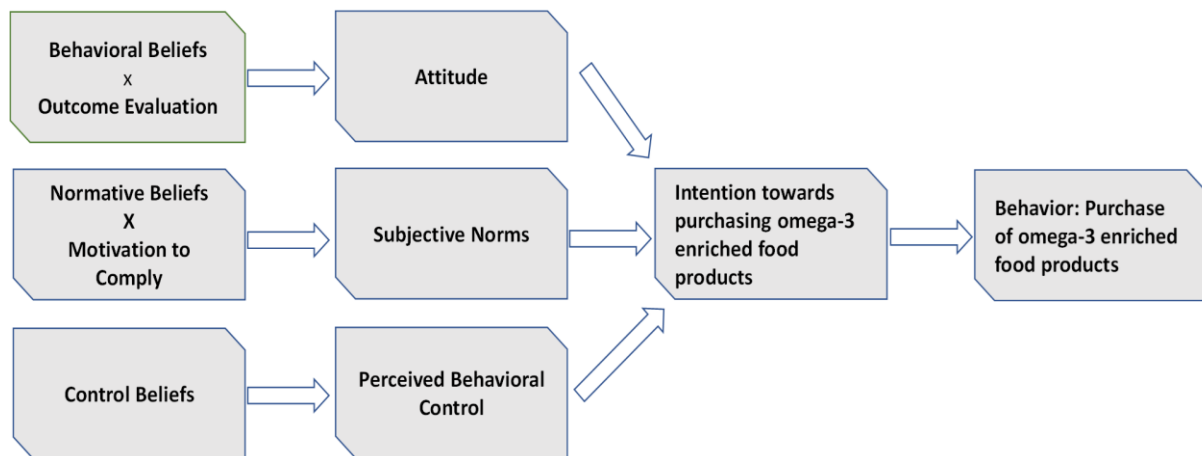 Behavioral Beliefs
x
Outcome Evaluation
Attitude
Normative Beliefs
X
Motivation to
Comply
Subjective Norms
Intention towards
purchasing omega-3
enriched food
products
Behavior: Purchase
of omega-3 enriched
food products
Control Beliefs
Perceived Behavioral
Control